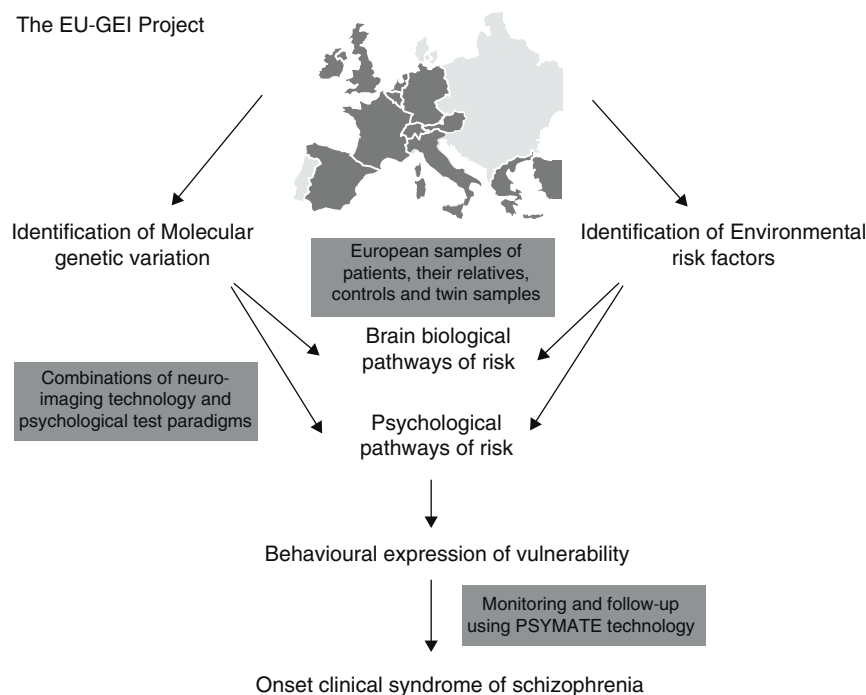 The EU-GEI Project
Identification of Molecular
genetic variation
European samples of
patients, their relatives,
controls and twin samples
Identification of Environmental
risk factors
Brain biological
pathways of risk
Combinations of neuro-
imaging technology and
psychological test paradigms
Psychological
pathways of risk
Behavioural expression of vulnerability
Monitoring and follow-up
using PSYMATE technology
Onset clinical syndrome of schizophrenia